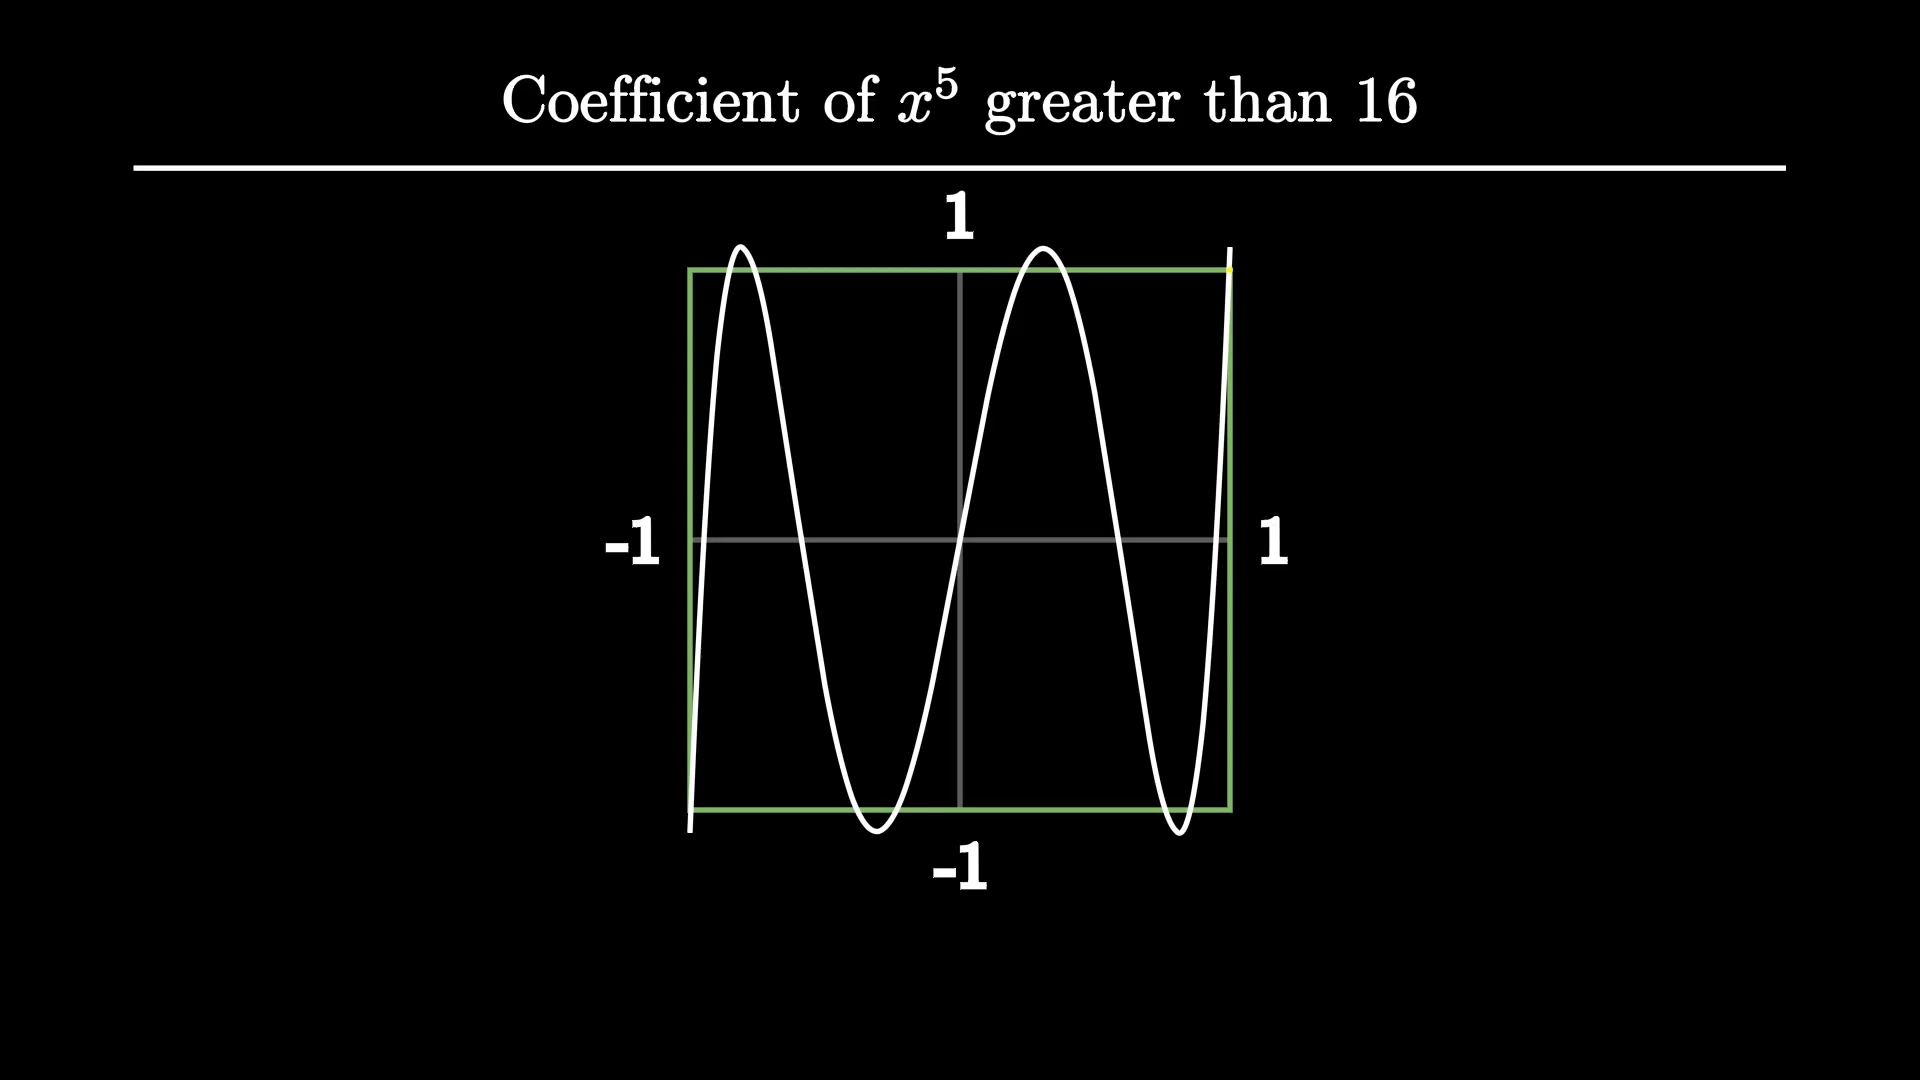 Coefficient of x⁵ greater than 16
1
-1
1
-1